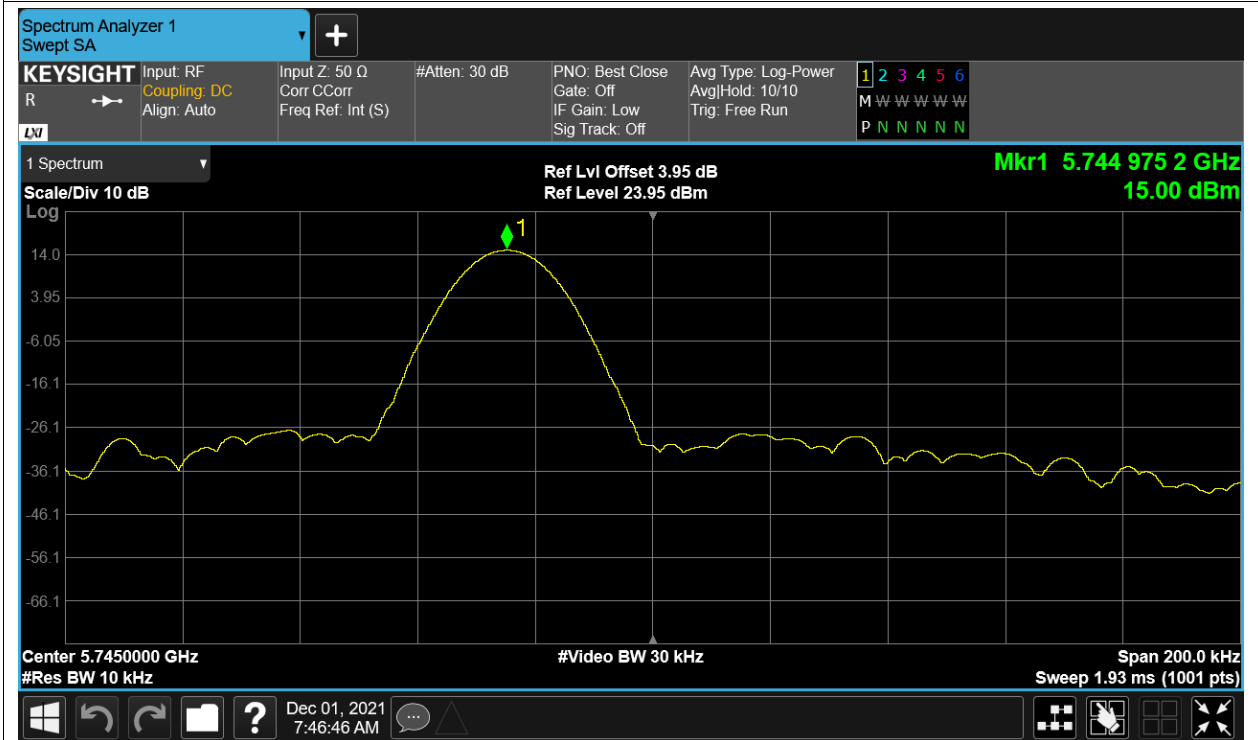 Spectrum Analyzer 1
Swept SA
+
KEYSIGHT
R
LXI
Input: RF
Coupling: DC
Align: Auto
Input Z: 50 Ω
Corr CCorr
Freq Ref: Int (S)
#Atten: 30 dB
PNO: Best Close
Gate: Off
IF Gain: Low
Sig Track: Off
Avg Type: Log-Power
Avg|Hold: 10/10
Trig: Free Run
1 2 3 4 5 6
M W W W W W
P N N N N N
1 Spectrum
Scale/Div 10 dB
Ref Lvl Offset 3.95 dB
Ref Level 23.95 dBm
Mkr1 5.744 975 2 GHz
15.00 dBm
Log
1
14.0
3.95
-6.05
-16.1
-26.1
-36.1
-46.1
-56.1
-66.1
Center 5.7450000 GHz
#Video BW 30 kHz
Span 200.0 kHz
#Res BW 10 kHz
Sweep 1.93 ms (1001 pts)
?
Dec 01, 2021
7:46:46 AM